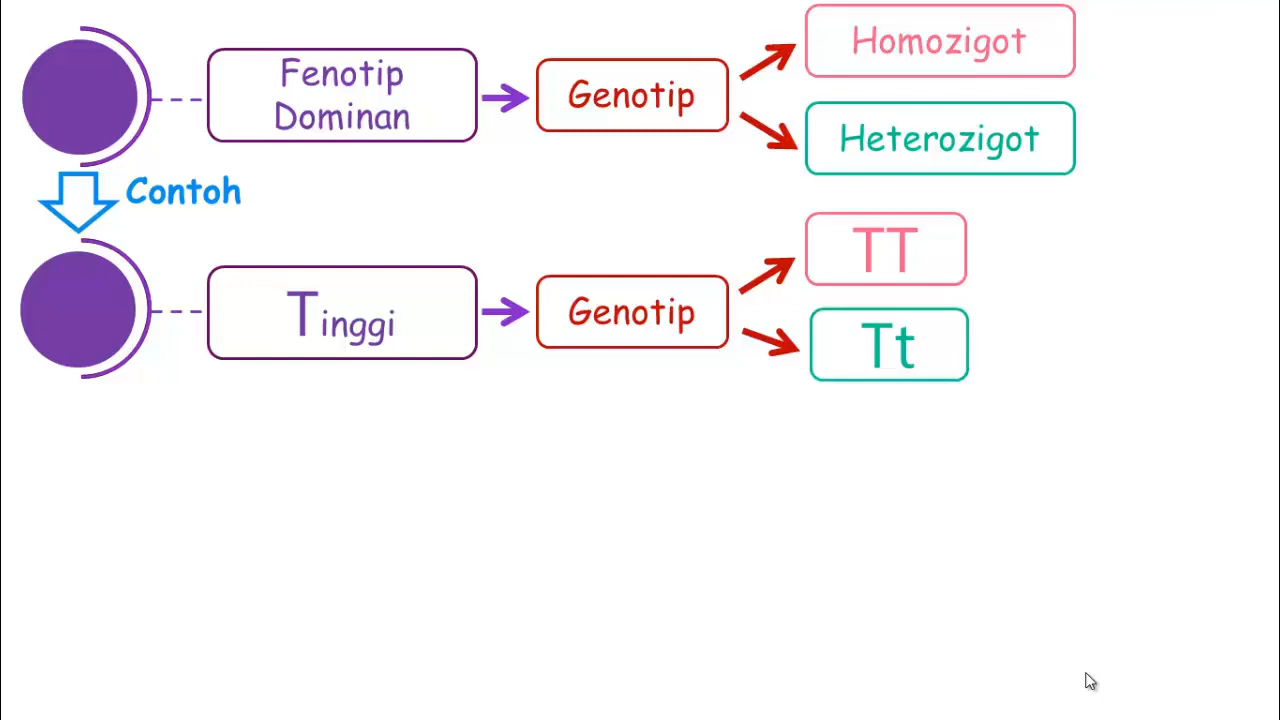 Fenotip
Dominan
Genotip
Homozigot
Heterozigot
Contoh
Tinggi
Genotip
TT
Tt